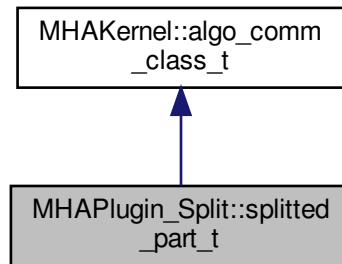 MHAKernel::algo_comm
_class_t
MHAPlugin_Split::splitted
_part_t